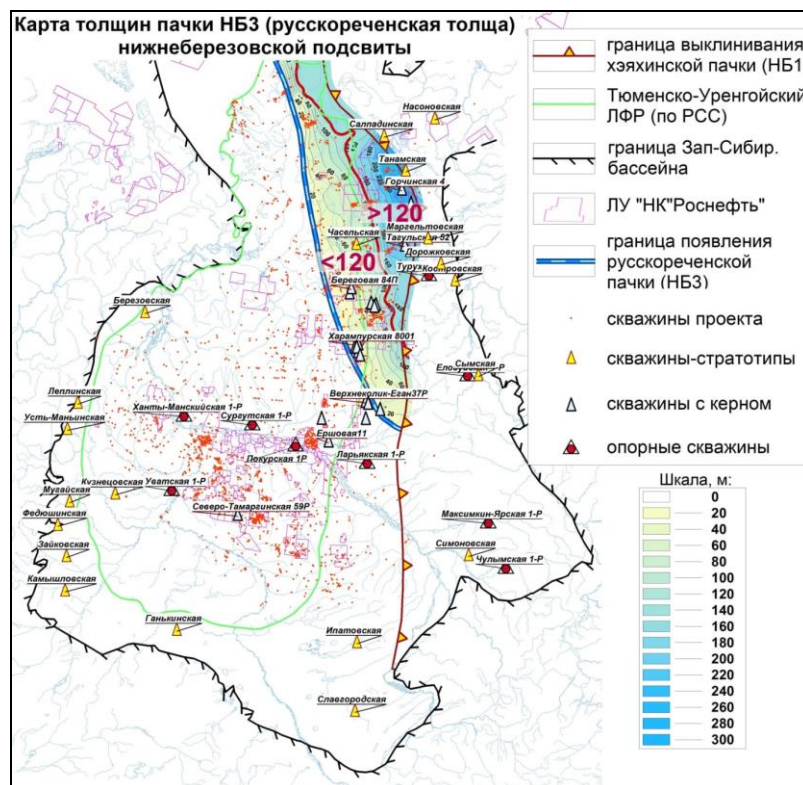 Карта толщин пачки НБ3 (русскореченская толща)
нижнеберезовской подсвиты
Насоновская
Салпадинская
Танамская
Горчинская 4
>120
Маргельтовская
Часельская
Тагульская 52
Дорожковская
<120
Костровская
Береговая 84П
Березовская
Харампурская 8001
Сымская
Леплинская
Верхнеколик-Еган37Р
Ханты-Мансийская 1-Р
Сургутская 1-Р
Усть-Маньинская
Ершовая11
Покурская 1Р
Ларьякская 1-Р
Кузнецовская
Уватская 1-Р
Мугайская
Северо-Тамаргинская 59Р
Максимкин-Ярская 1-Р
Федюшинская
Зайковская
Симоновская
Чулымская 1-Р
Камышловская
Ганькинская
Ипатовская
Славгородская
граница выклинивания
хэяхинской пачки (НБ1
Тюменско-Уренгойский
ЛФР (по РСС)
граница Зап-Сибир.
бассейна
ЛУ "НК"Роснефть"
граница появления
русскореченской
пачки (НБ3)
скважины проекта
скважины-стратотипы
скважины с керном
опорные скважины
Шкала, м:
0
20
40
60
80
100
120
140
160
180
200
220
240
260
280
300